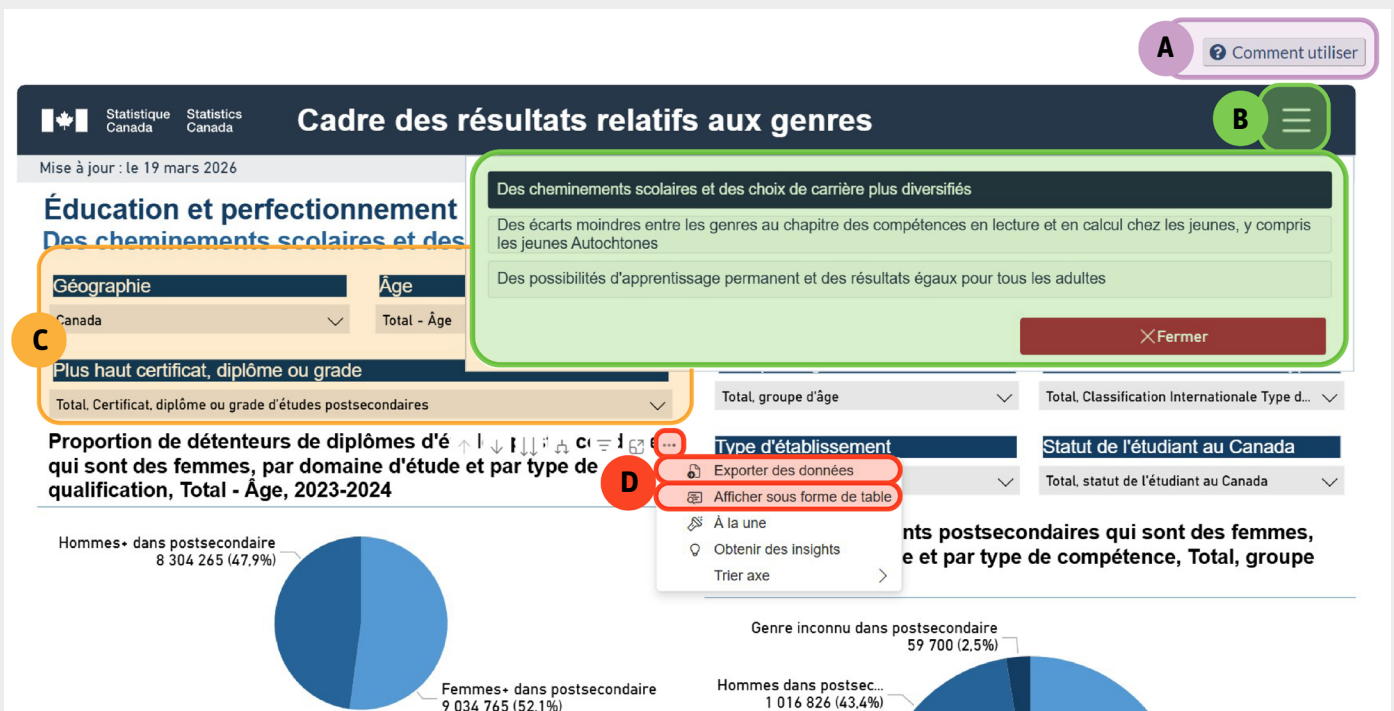 A
Comment utiliser
Statistique Canada
Statistics Canada
Cadre des résultats relatifs aux genres
B
Mise à jour : le 19 mars 2026
Des cheminements scolaires et des choix de carrière plus diversifiés
Des écarts moindres entre les genres au chapitre des compétences en lecture et en calcul chez les jeunes, y compris
les jeunes Autochtones
Des possibilités d'apprentissage permanent et des résultats égaux pour tous les adultes
Fermer
Éducation et perfectionnement
Des cheminements scolaires et des
C
Géographie
Canada
Âge
Total - Âge
Plus haut certificat, diplôme ou grade
Total, Certificat, diplôme ou grade d'études postsecondaires
Total, groupe d'âge
Total, Classification Internationale Type d...
Type d'établissement
Statut de l'étudiant au Canada
Total, statut de l'étudiant au Canada
Proportion de détenteurs de diplômes
qui sont des femmes, par domaine d'étude et par type de
qualification, Total - Âge, 2023-2024
D
Exporter des données
Afficher sous forme de table
À la une
Obtenir des insights
Trier axe
postsecondaires qui sont des femmes,
et par type de compétence, Total, groupe
Hommes+ dans postsecondaire
8 304 265 (47,9%)
Femmes+ dans postsecondaire
9 034 765 (52,1%)
Genre inconnu dans postsecondaire
59 700 (2,5%)
Hommes dans postsec...
1 016 826 (43,4%)